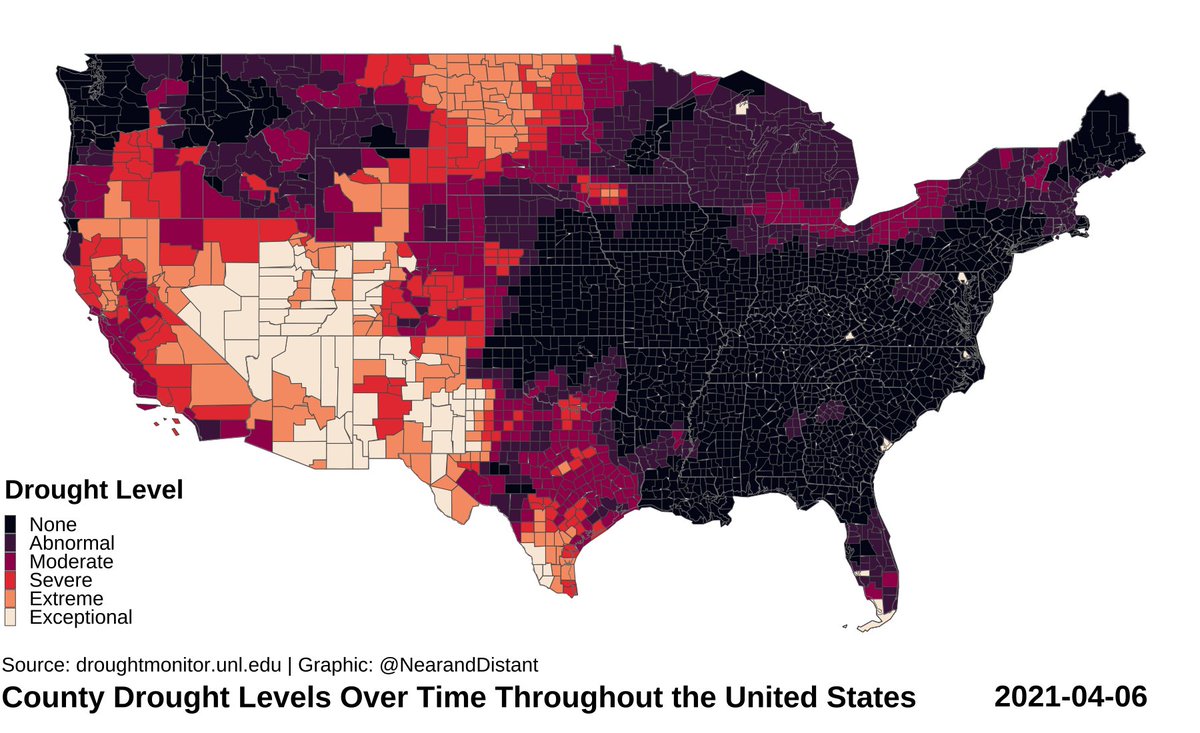 Drought Level
None
Abnormal
Moderate
Severe
Extreme
Exceptional
Source: droughtmonitor.unl.edu | Graphic: @NearandDistant
County Drought Levels Over Time Throughout the United States 2021-04-06